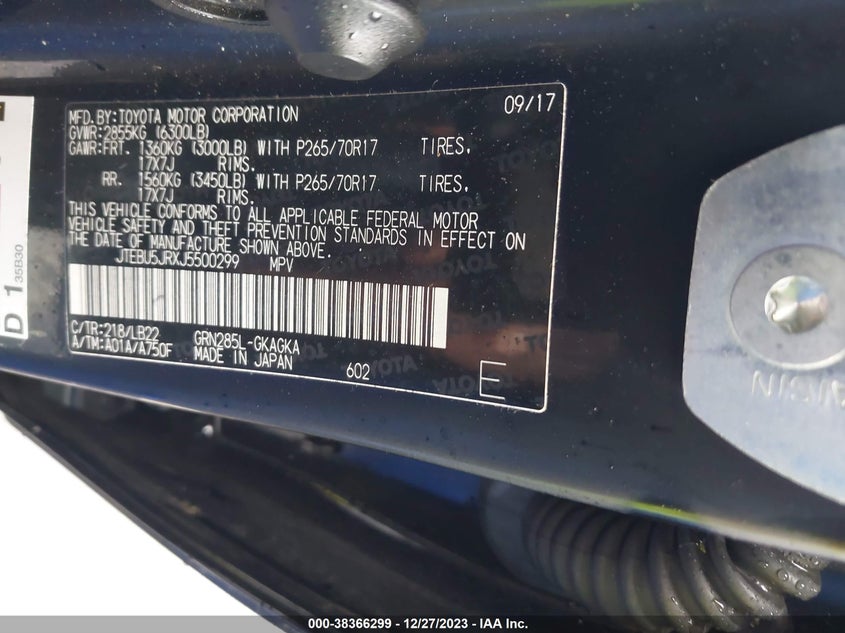 MFD.BY:TOYOTA MOTOR CORPORATION 09/17
GVWR:2855KG (6300LB)
GAWR:FRT. 1360KG (3000LB) WITH P265/70R17 TIRES,
17X7J RIMS.
RR. 1560KG (3450LB) WITH P265/70R17 TIRES,
17X7J RIMS.
THIS VEHICLE CONFORMS TO ALL APPLICABLE FEDERAL MOTOR
VEHICLE SAFETY AND THEFT PREVENTION STANDARDS IN EFFECT ON
THE DATE OF MANUFACTURE SHOWN ABOVE.
JTEBU5JRXJ5500299 MPV
C/TR:218/LB22 GRN285L-GKAGKA
A/TM:A01A/A750F MADE IN JAPAN 602 E
D 1 35B30
AISIN
000-38366299 – 12/27/2023 – IAA Inc.